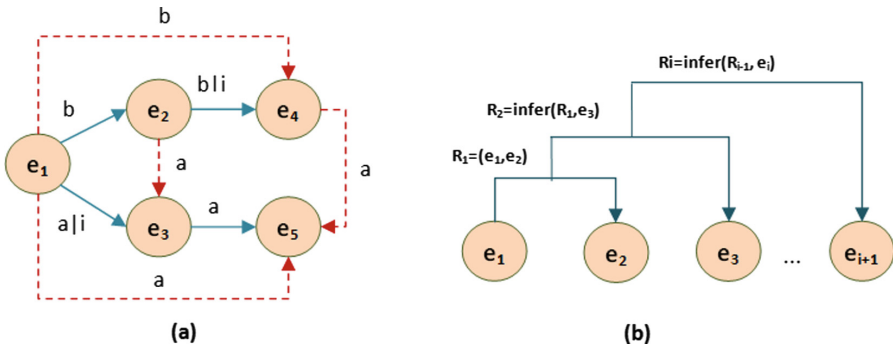 b
b
b|i
e2
e4
e1
a
a
a|i
a
e3
e5
a
(a)
Ri=infer(Ri-1,ei)
R2=infer(R1,e3)
R1=(e1,e2)
e1
e2
e3
...
ei+1
(b)